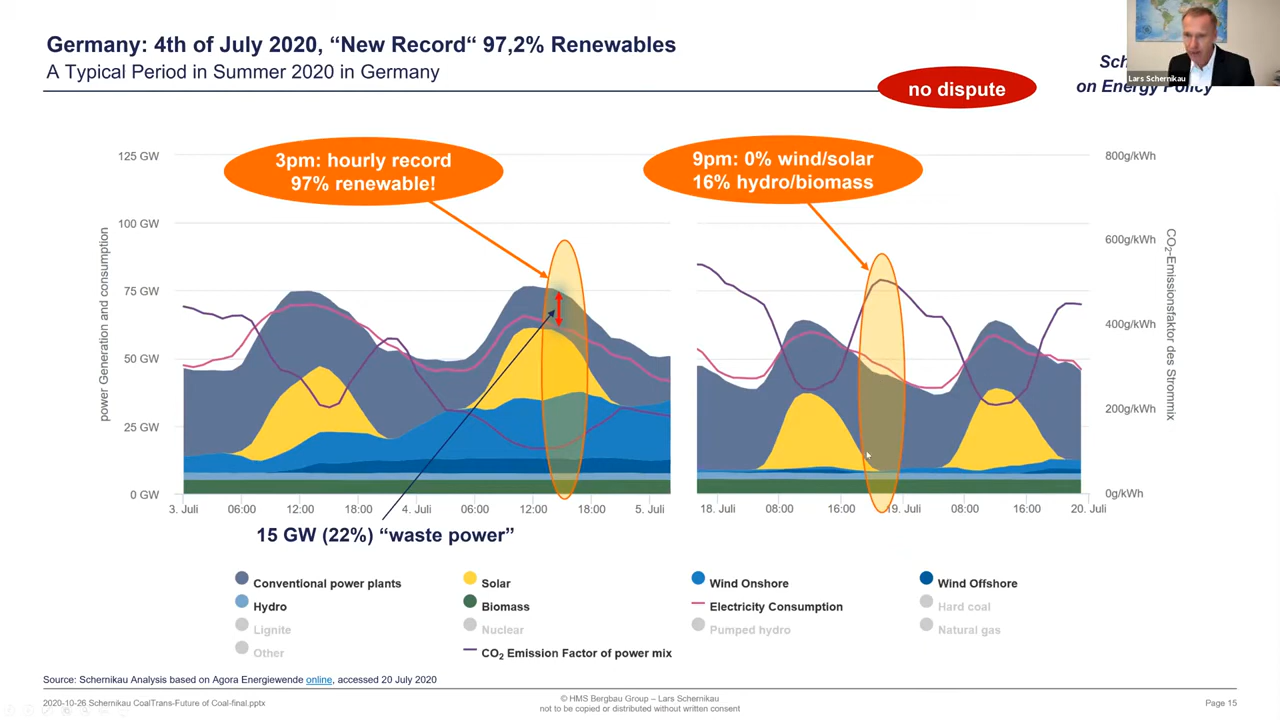 Germany: 4th of July 2020, “New Record“ 97,2% Renewables
A Typical Period in Summer 2020 in Germany
no dispute
Sch
on Energy Policy
Lars Schernikau
3pm: hourly record
97% renewable!
9pm: 0% wind/solar
16% hydro/biomass
power Generation and consumption
125 GW
100 GW
75 GW
50 GW
25 GW
0 GW
800g/kWh
600g/kWh
400g/kWh
200g/kWh
0g/kWh
CO₂-Emissionsfaktor des Strommix
3. Juli 06:00 12:00 18:00 4. Juli 06:00 12:00 18:00 5. Juli
18. Juli 08:00 16:00 19. Juli 08:00 16:00 20. Juli
15 GW (22%) “waste power”
Conventional power plants Solar Wind Onshore Wind Offshore
Hydro Biomass Electricity Consumption Hard coal
Lignite Nuclear Pumped hydro Natural gas
Other CO₂ Emission Factor of power mix
Source: Schernikau Analysis based on Agora Energiewende online, accessed 20 July 2020
2020-10-26 Schernikau CoalTrans-Future of Coal-final.pptx
© HMS Bergbau Group – Lars Schernikau
not to be copied or distributed without written consent
Page 15